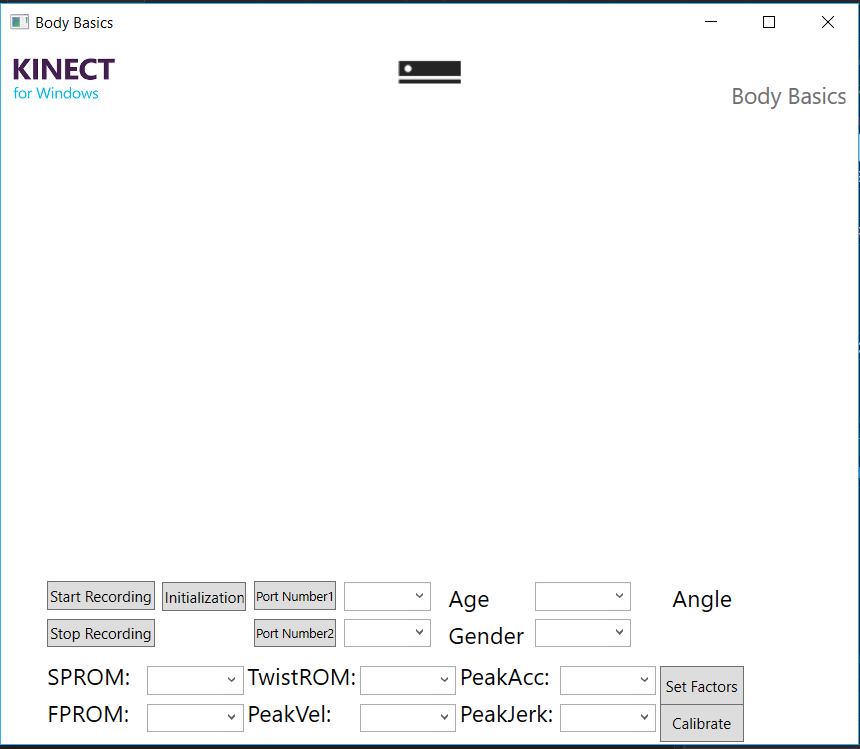 Body Basics
KINECT
for Windows
Body Basics
Start Recording Initialization Port Number1 Age Angle
Stop Recording Port Number2 Gender
SPROM: TwistROM: PeakAcc: Set Factors
FPROM: PeakVel: PeakJerk: Calibrate